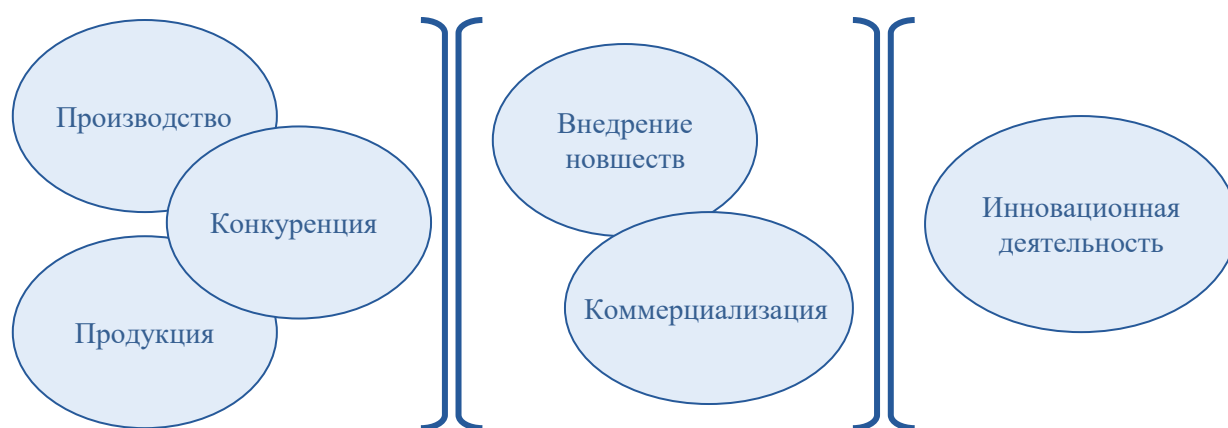 Производство
Конкуренция
Продукция
Внедрение
новшеств
Коммерциализация
Инновационная
деятельность